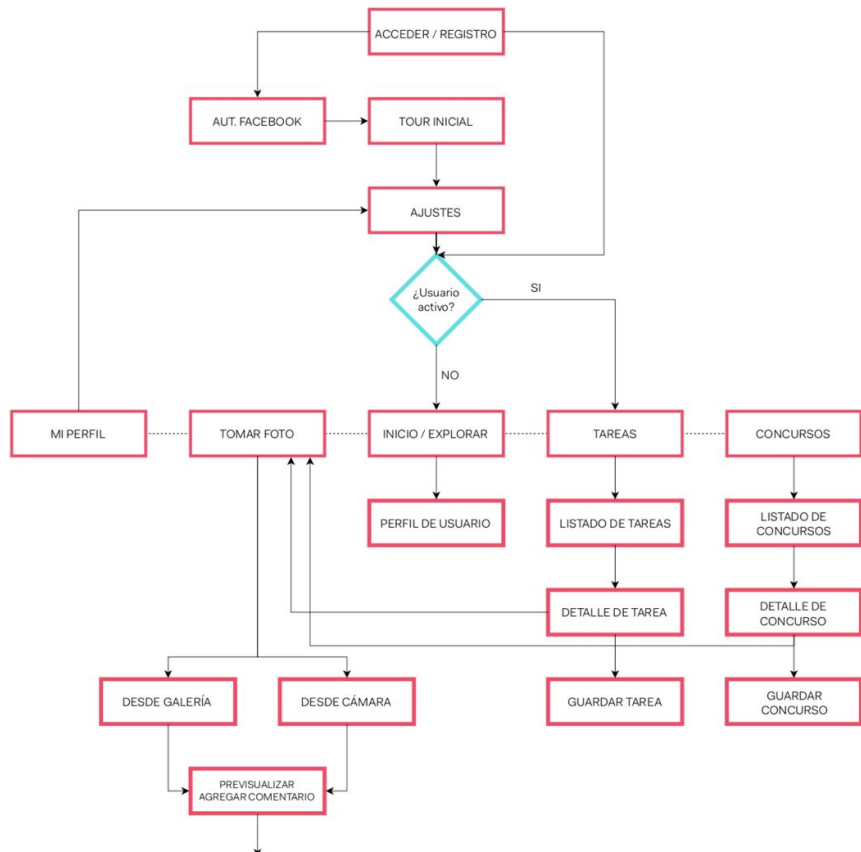 ACCEDER / REGISTRO
AUT. FACEBOOK
TOUR INICIAL
AJUSTES
¿Usuario
activo?
SI
NO
MI PERFIL
TOMAR FOTO
INICIO / EXPLORAR
TAREAS
CONCURSOS
PERFIL DE USUARIO
LISTADO DE TAREAS
LISTADO DE
CONCURSOS
DETALLE DE TAREA
DETALLE DE
CONCURSO
DESDE GALERÍA
DESDE CÁMARA
GUARDAR TAREA
GUARDAR
CONCURSO
PREVISUALIZAR
AGREGAR COMENTARIO